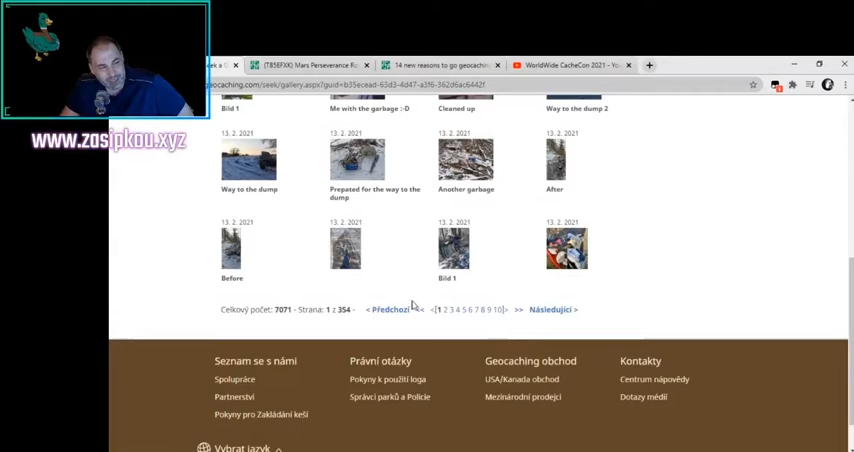 (TB5EFXK) Mars Perseverance Ro
14 new reasons to go geocaching
WorldWide CacheCon 2021 - You
geocaching.com/seek/gallery.aspx?guid=b35ecead-63d3-4d47-a3f6-362d6ac6442f
www.zasipkou.xyz
Bild 1
Me with the garbage :-D
Cleaned up
Way to the dump 2
13. 2. 2021
13. 2. 2021
13. 2. 2021
13. 2. 2021
Way to the dump
Prepated for the way to the
dump
Another garbage
After
13. 2. 2021
13. 2. 2021
13. 2. 2021
13. 2. 2021
Before
Bild 1
Celkový počet: 7071 - Strana: 1 z 354 - < Předchozí << <[1 2 3 4 5 6 7 8 9 10]> >> Následující >
Seznam se s námi
Právní otázky
Geocaching obchod
Kontakty
Spolupráce
Pokyny k použití loga
USA/Kanada obchod
Centrum nápovědy
Partnerství
Správci parků a Policie
Mezinárodní prodejci
Dotazy médií
Pokyny pro Zakládání keší
Vybrat jazyk